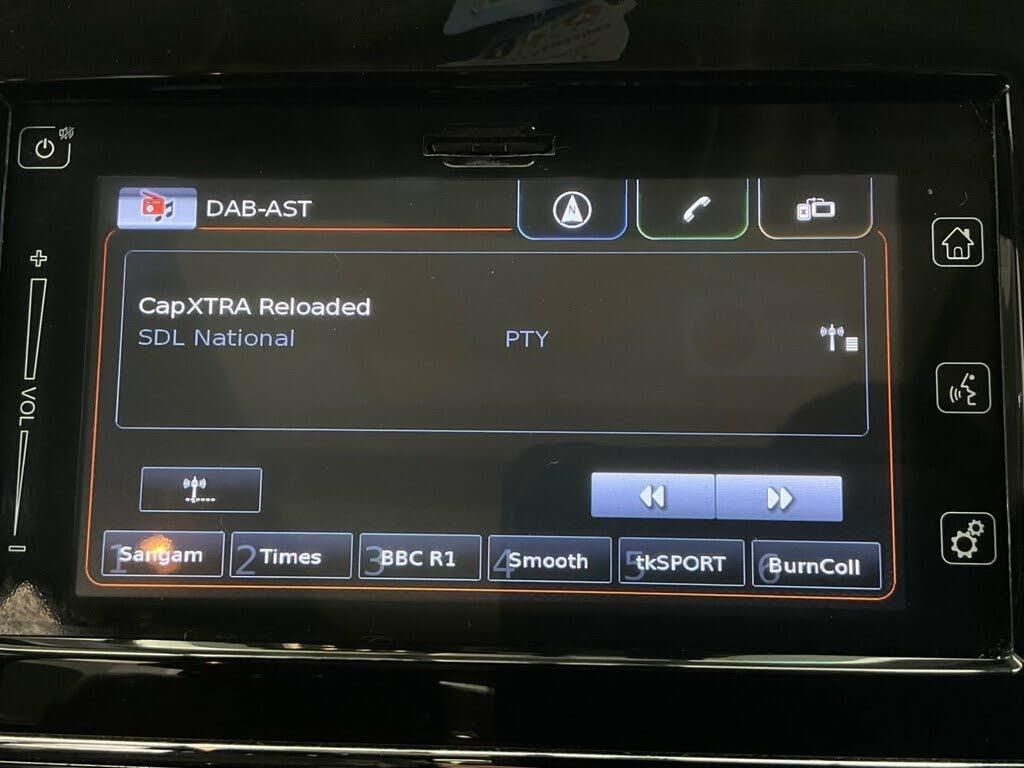 DAB-AST
N
CapXTRA Reloaded
SDL National
PTY
+
VOL
1 Sangam
2 Times
3 BBC R1
4 Smooth
5 tkSPORT
6 BurnColl